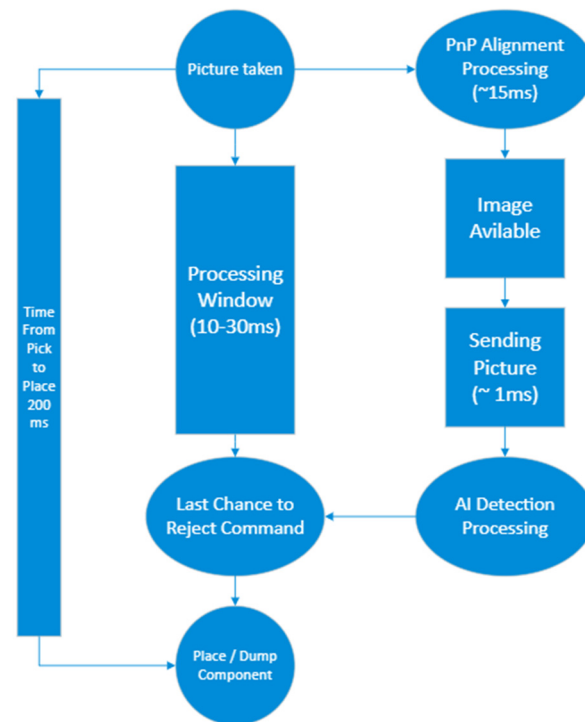 Picture taken
PnP Alignment
Processing
(~15ms)
Time
From
Pick
to
Place
200
ms
Processing
Window
(10-30ms)
Image
Avilable
Sending
Picture
(~ 1ms)
Last Chance to
Reject Command
AI Detection
Processing
Place / Dump
Component